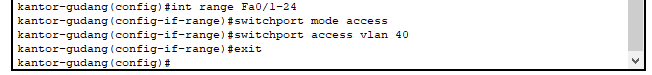 kantor-gudang(config)#int range Fa0/1-24
kantor-gudang(config-if-range)#switchport mode access
kantor-gudang(config-if-range)#switchport access vlan 40
kantor-gudang(config-if-range)#exit
kantor-gudang(config)#